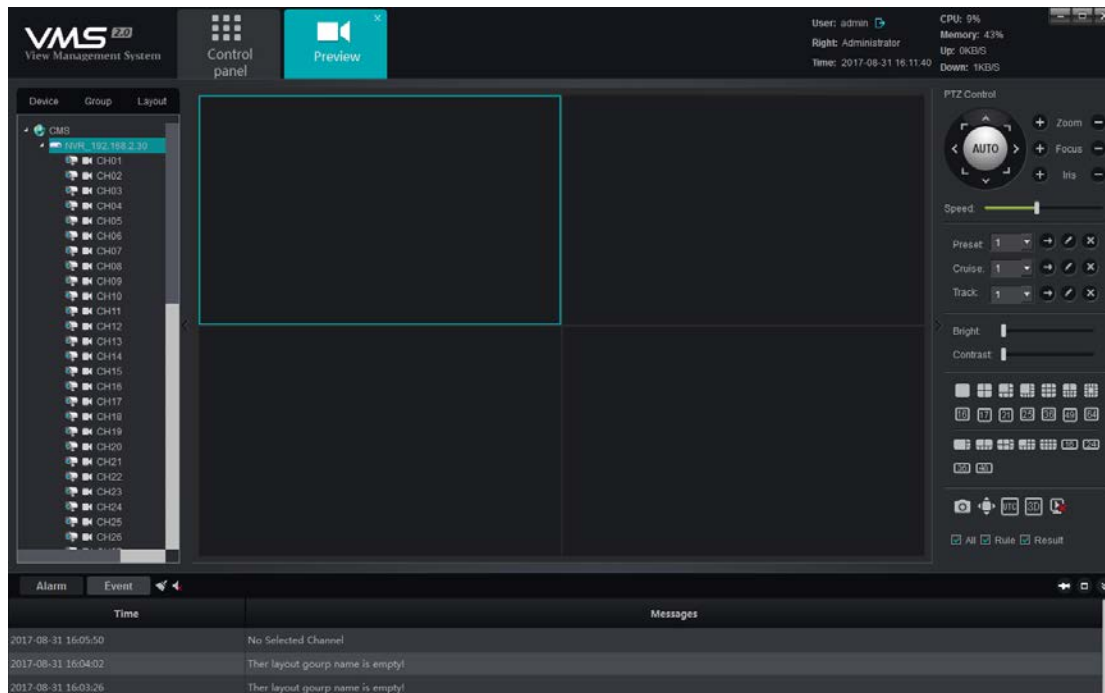 VMS 2.0
View Management System
Control
panel
Preview
User: admin
Right: Administrator
Time: 2017-08-31 16:11:40
CPU: 9%
Memory: 43%
Up: 0KB/S
Down: 1KB/S
Device Group Layout
CMS
NVR_192.168.2.30
CH01
CH02
CH03
CH04
CH05
CH06
CH07
CH08
CH09
CH10
CH11
CH12
CH13
CH14
CH15
CH16
CH17
CH18
CH19
CH20
CH21
CH22
CH23
CH24
CH25
CH26
PTZ Control
AUTO
Zoom
Focus
Iris
Speed:
Preset: 1
Cruise: 1
Track: 1
Bright:
Contrast:
16 17 21 25 36 49 64
16 24
UTC 3D
All Rule Result
Alarm Event
Time Messages
2017-08-31 16:05:50 No Selected Channel
2017-08-31 16:04:02 Ther layout gourp name is empty!
2017-08-31 16:03:26 Ther layout gourp name is empty!